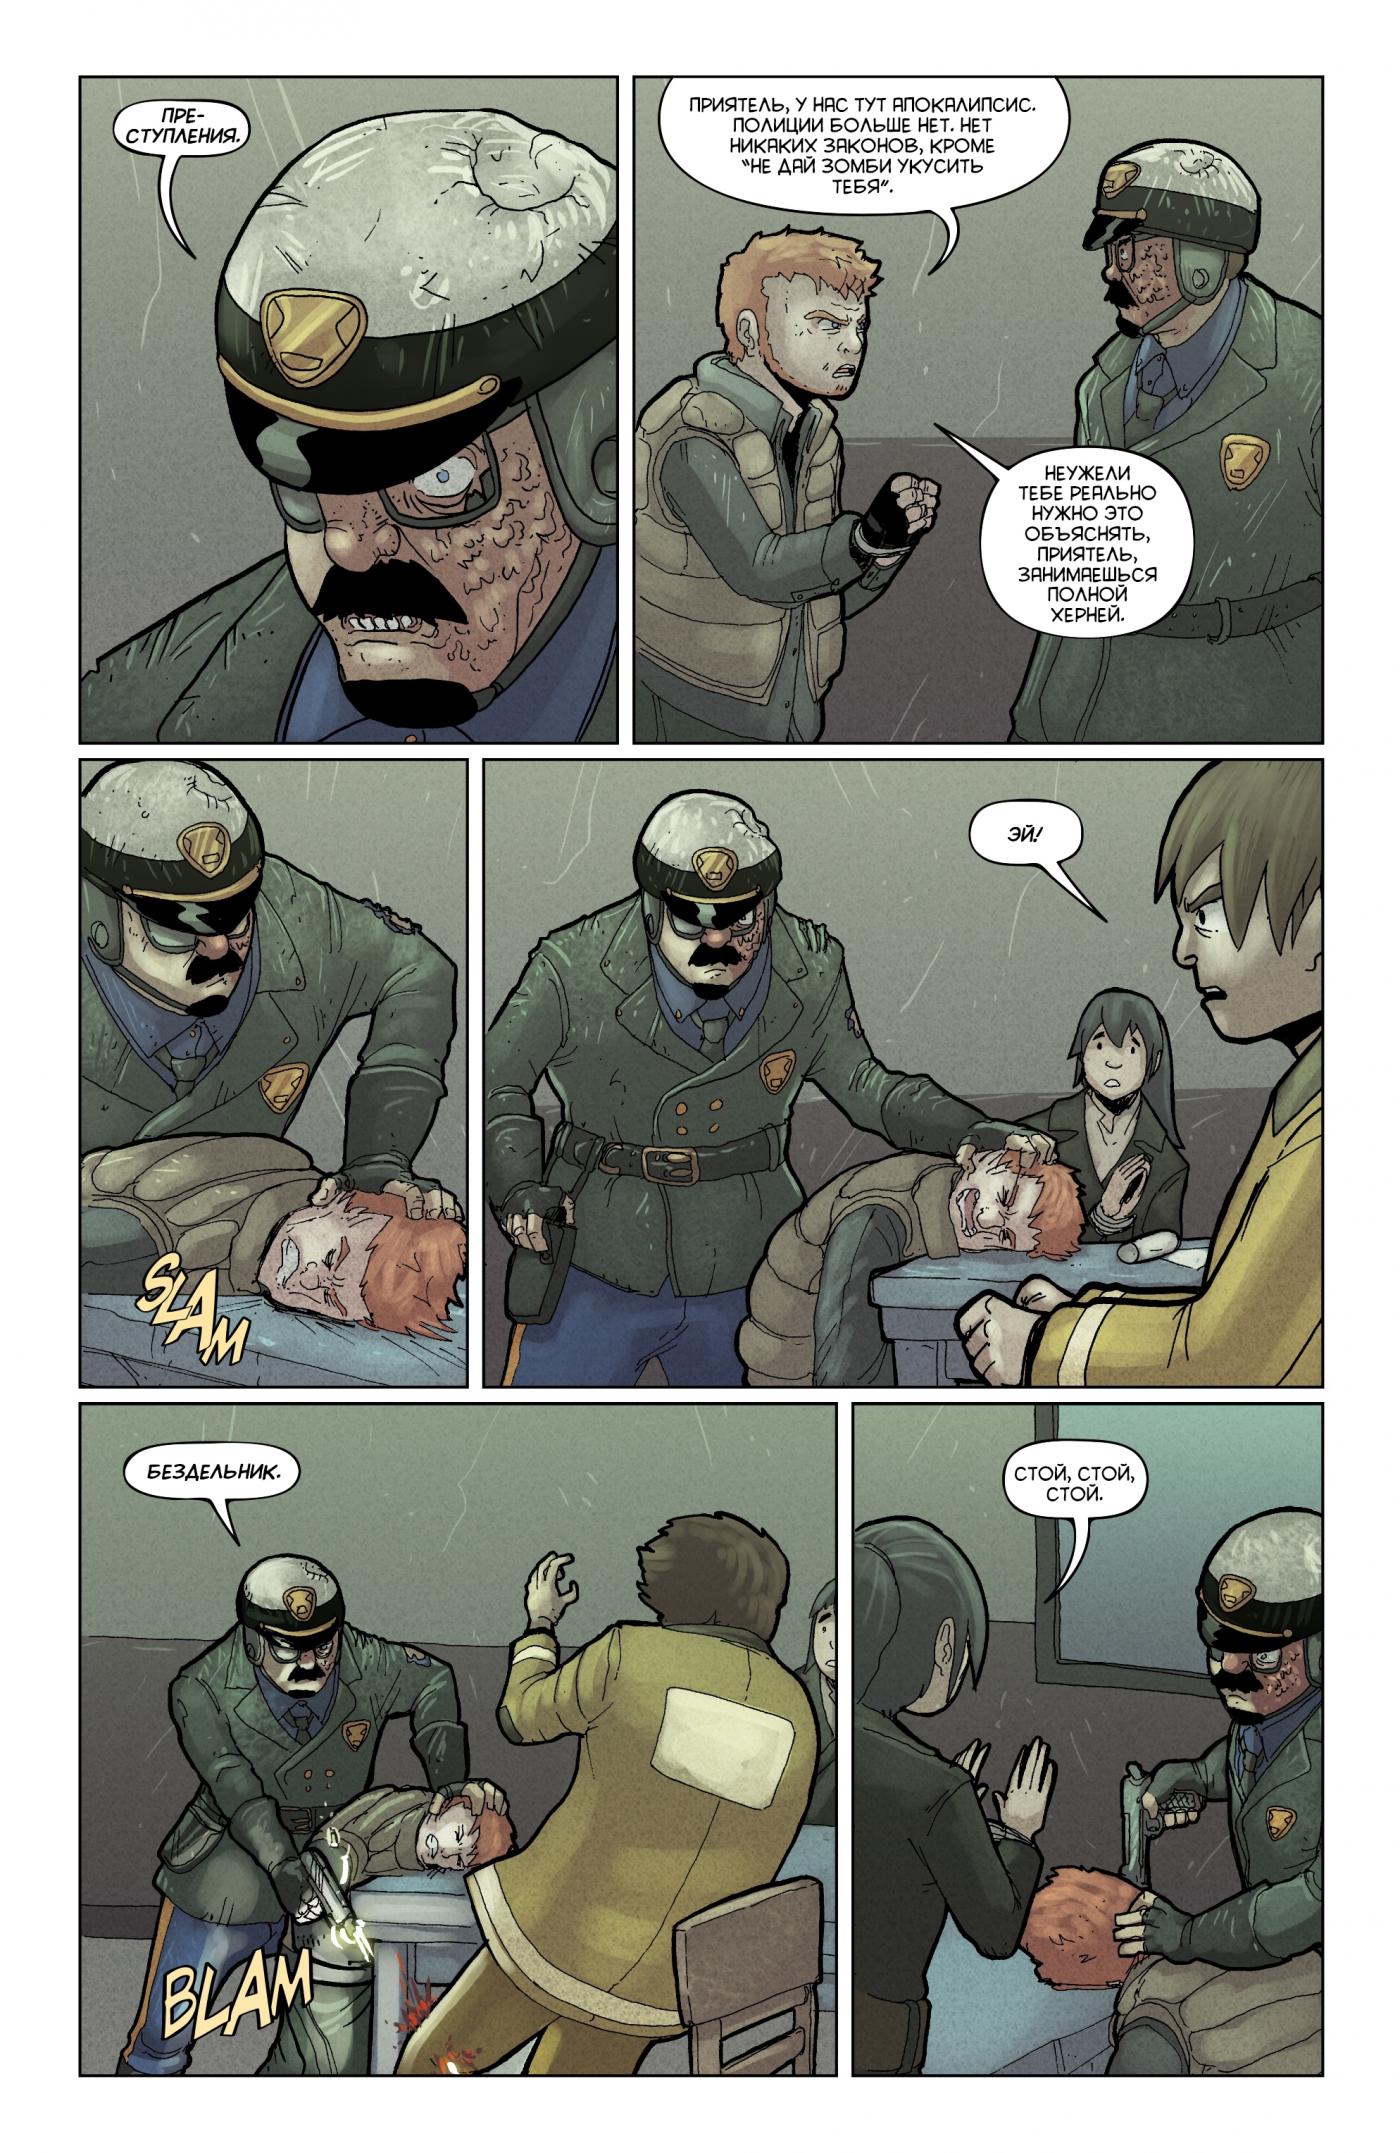 ПРЕ-
СТУПЛЕНИЯ.
ПРИЯТЕЛЬ, У НАС ТУТ АПОКАЛИПСИС.
ПОЛИЦИИ БОЛЬШЕ НЕТ. НЕТ
НИКАКИХ ЗАКОНОВ, КРОМЕ
“НЕ ДАЙ ЗОМБИ УКУСИТЬ
ТЕБЯ”.
НЕУЖЕЛИ
ТЕБЕ РЕАЛЬНО
НУЖНО ЭТО
ОБЪЯСНЯТЬ,
ПРИЯТЕЛЬ,
ЗАНИМАЕШЬСЯ
ПОЛНОЙ
ХЕРНЕЙ.
SLAM
ЭЙ!
БЕЗДЕЛЬНИК.
BLAM
СТОЙ, СТОЙ,
СТОЙ.